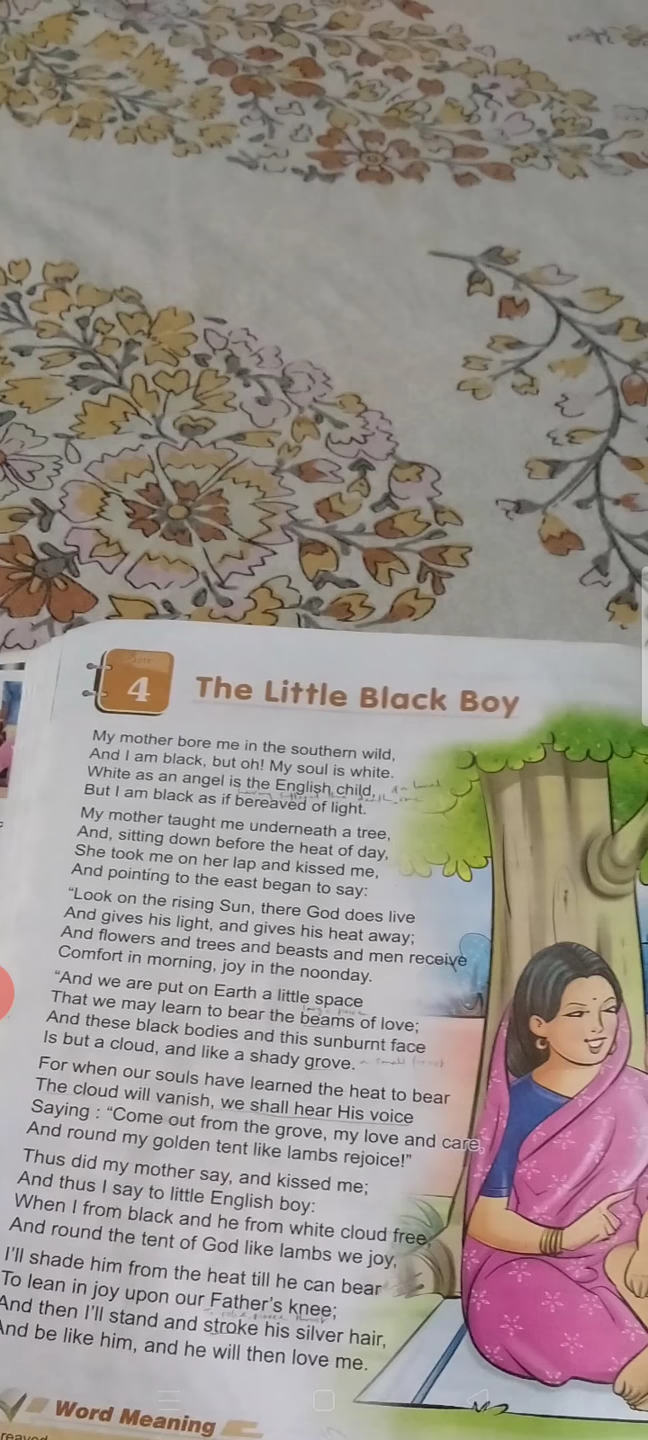 4
The Little Black Boy
My mother bore me in the southern wild,
And I am black, but oh! My soul is white.
White as an angel is the English child,
But I am black as if bereaved of light.
My mother taught me underneath a tree,
And, sitting down before the heat of day,
She took me on her lap and kissed me,
And pointing to the east began to say:
“Look on the rising Sun, there God does live
And gives his light, and gives his heat away;
And flowers and trees and beasts and men receive
Comfort in morning, joy in the noonday.
“And we are put on Earth a little space
That we may learn to bear the beams of love;
And these black bodies and this sunburnt face
Is but a cloud, and like a shady grove.
For when our souls have learned the heat to bear
The cloud will vanish, we shall hear His voice
Saying : “Come out from the grove, my love and care,
And round my golden tent like lambs rejoice!”
Thus did my mother say, and kissed me;
And thus I say to little English boy:
When I from black and he from white cloud free,
And round the tent of God like lambs we joy,
I’ll shade him from the heat till he can bear
To lean in joy upon our Father’s knee;
And then I’ll stand and stroke his silver hair,
And be like him, and he will then love me.
Word Meaning